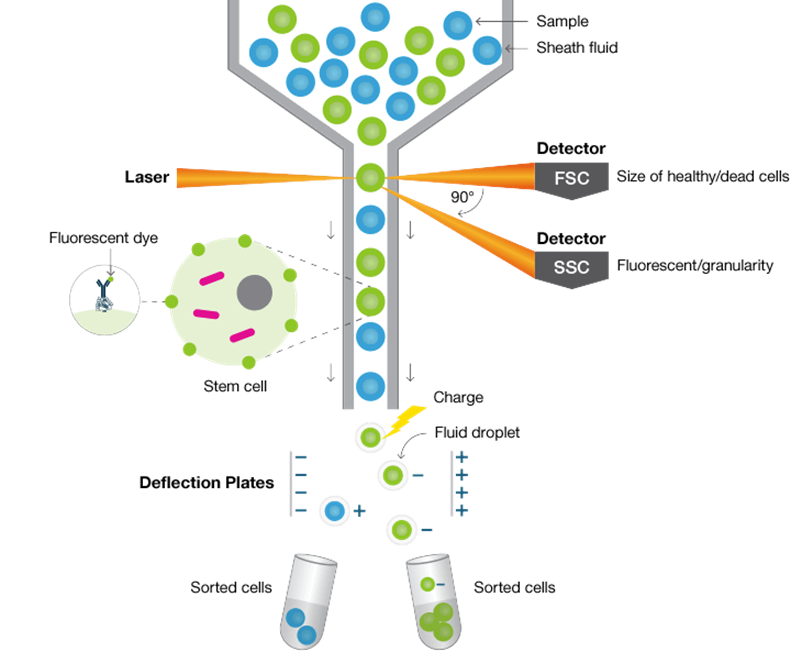 Sample
Sheath fluid
Detector
Laser
FSC
Size of healthy/dead cells
90°
Fluorescent dye
Detector
SSC
Fluorescent/granularity
Stem cell
Charge
Fluid droplet
Deflection Plates
− +
− + −
− +
− + +
−
Sorted cells
−
Sorted cells